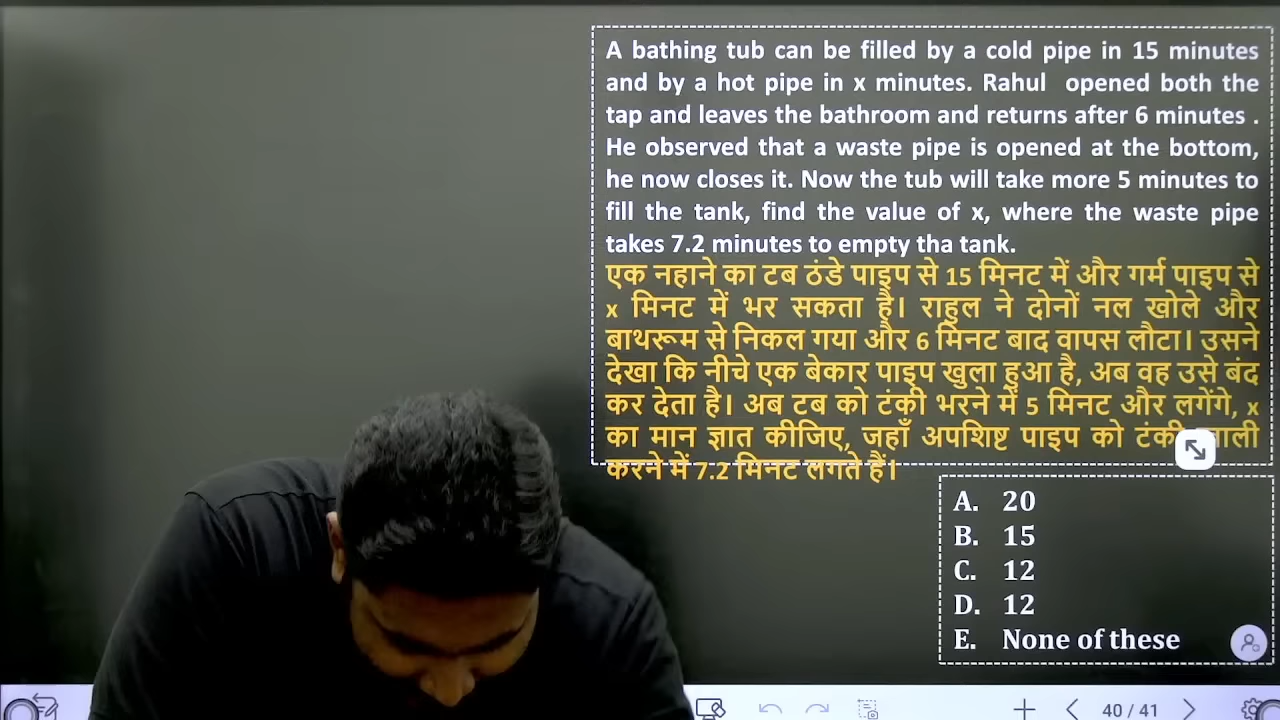 A bathing tub can be filled by a cold pipe in 15 minutes
and by a hot pipe in x minutes. Rahul opened both the
tap and leaves the bathroom and returns after 6 minutes .
He observed that a waste pipe is opened at the bottom,
he now closes it. Now the tub will take more 5 minutes to
fill the tank, find the value of x, where the waste pipe
takes 7.2 minutes to empty tha tank.
एक नहाने का टब ठंडे पाइप से 15 मिनट में और गर्म पाइप से
x मिनट में भर सकता है। राहुल ने दोनों नल खोले और
बाथरूम से निकल गया और 6 मिनट बाद वापस लौटा। उसने
देखा कि नीचे एक बेकार पाइप खुला हुआ है, अब वह उसे बंद
कर देता है। अब टब को टंकी भरने में 5 मिनट और लगेंगे, x
का मान ज्ञात कीजिए, जहाँ अपशिष्ट पाइप को
करने में 7.2 मिनट लगते हैं।
A. 20
B. 15
C. 12
D. 12
E. None of these
40 / 41